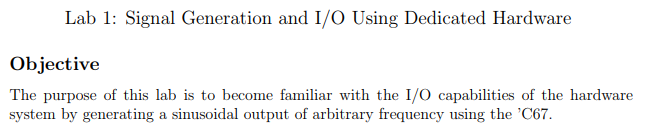 Lab 1: Signal Generation and I/O Using Dedicated Hardware
Objective
The purpose of this lab is to become familiar with the I/O capabilities of the hardware
system by generating a sinusoidal output of arbitrary frequency using the ’C67.